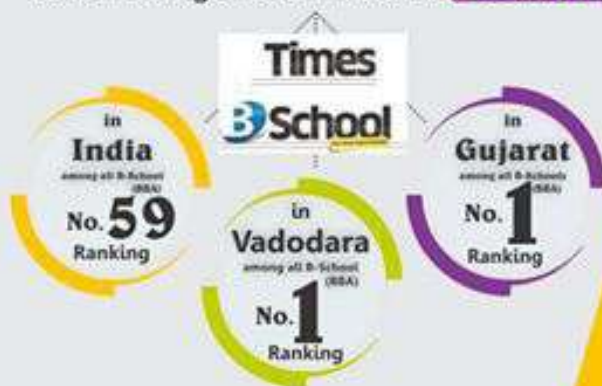 Times
B School
in
India
among all B-School
(BBA)
No. 59
Ranking
in
Vadodara
among all B-School
(BBA)
No. 1
Ranking
in
Gujarat
among all B-Schools
(BBA)
No. 1
Ranking